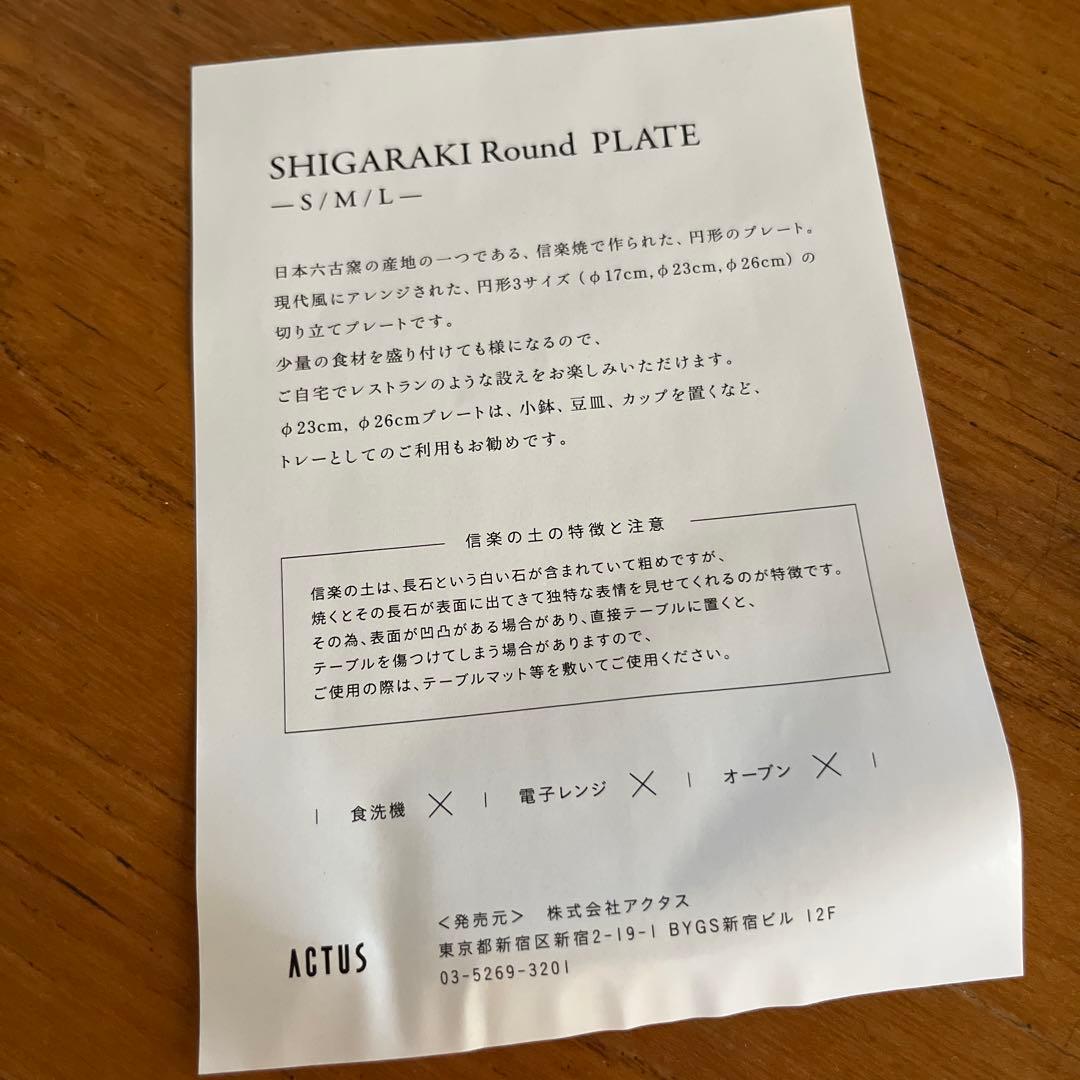 SHIGARAKI Round PLATE
— S / M / L —
日本六古窯の産地の一つである、信楽焼で作られた、円形のプレート。
現代風にアレンジされた、円形3サイズ（φ17cm,φ23cm,φ26cm）の
切り立てプレートです。
少量の食材を盛り付けても様になるので、
ご自宅でレストランのような設えをお楽しみいただけます。
φ23cm, φ26cmプレートは、小鉢、豆皿、カップを置くなど、
トレーとしてのご利用もお勧めです。
信楽の土の特徴と注意
信楽の土は、長石という白い石が含まれていて粗めですが、
焼くとその長石が表面に出てきて独特な表情を見せてくれるのが特徴です。
その為、表面が凹凸がある場合があり、直接テーブルに置くと、
テーブルを傷つけてしまう場合がありますので、
ご使用の際は、テーブルマット等を敷いてご使用ください。
| 食洗機 × | 電子レンジ × | オーブン × |
ACTUS
＜発売元＞ 株式会社アクタス
東京都新宿区新宿2-19-1 BYGS新宿ビル 12F
03-5269-3201